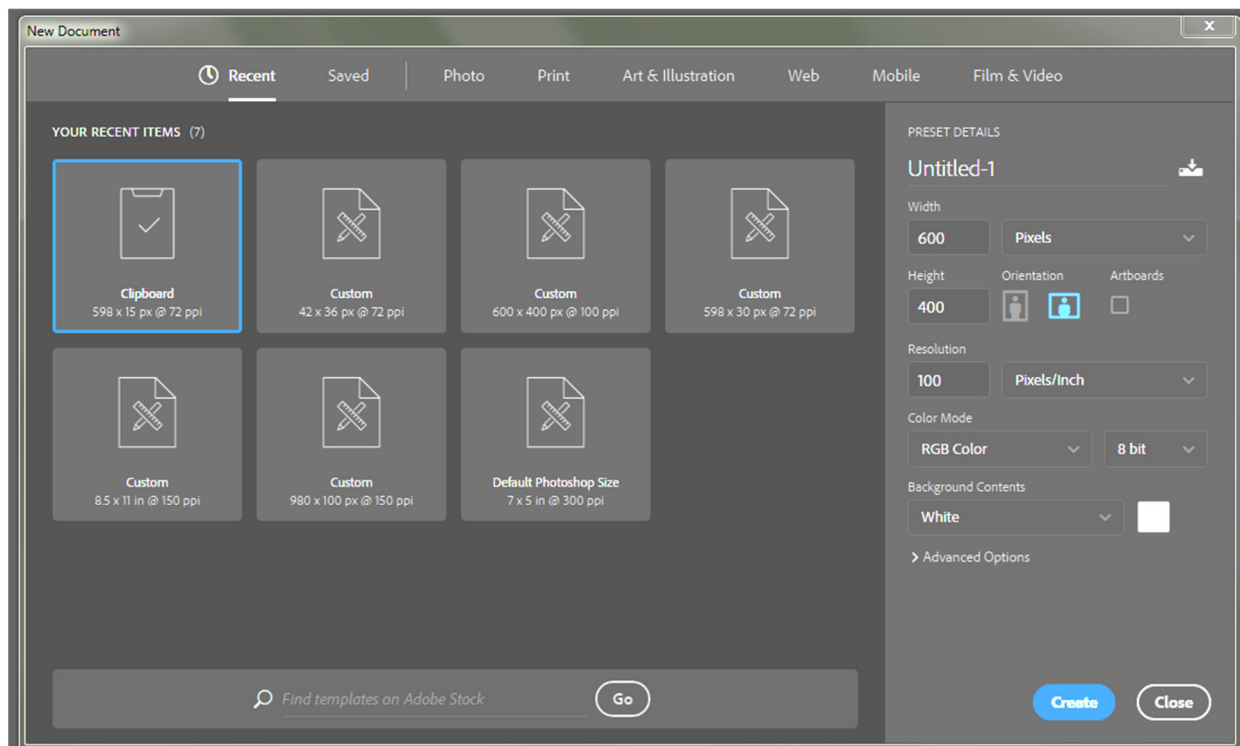 New Document
x
Recent Saved Photo Print Art & Illustration Web Mobile Film & Video
YOUR RECENT ITEMS (7)
Clipboard
598 x 15 px @ 72 ppi
Custom
42 x 36 px @ 72 ppi
Custom
600 x 400 px @ 100 ppi
Custom
598 x 30 px @ 72 ppi
Custom
8.5 x 11 in @ 150 ppi
Custom
980 x 100 px @ 150 ppi
Default Photoshop Size
7 x 5 in @ 300 ppi
Find templates on Adobe Stock Go
PRESET DETAILS
Untitled-1
Width
600 Pixels
Height Orientation Artboards
400
Resolution
100 Pixels/Inch
Color Mode
RGB Color 8 bit
Background Contents
White
Advanced Options
Create Close